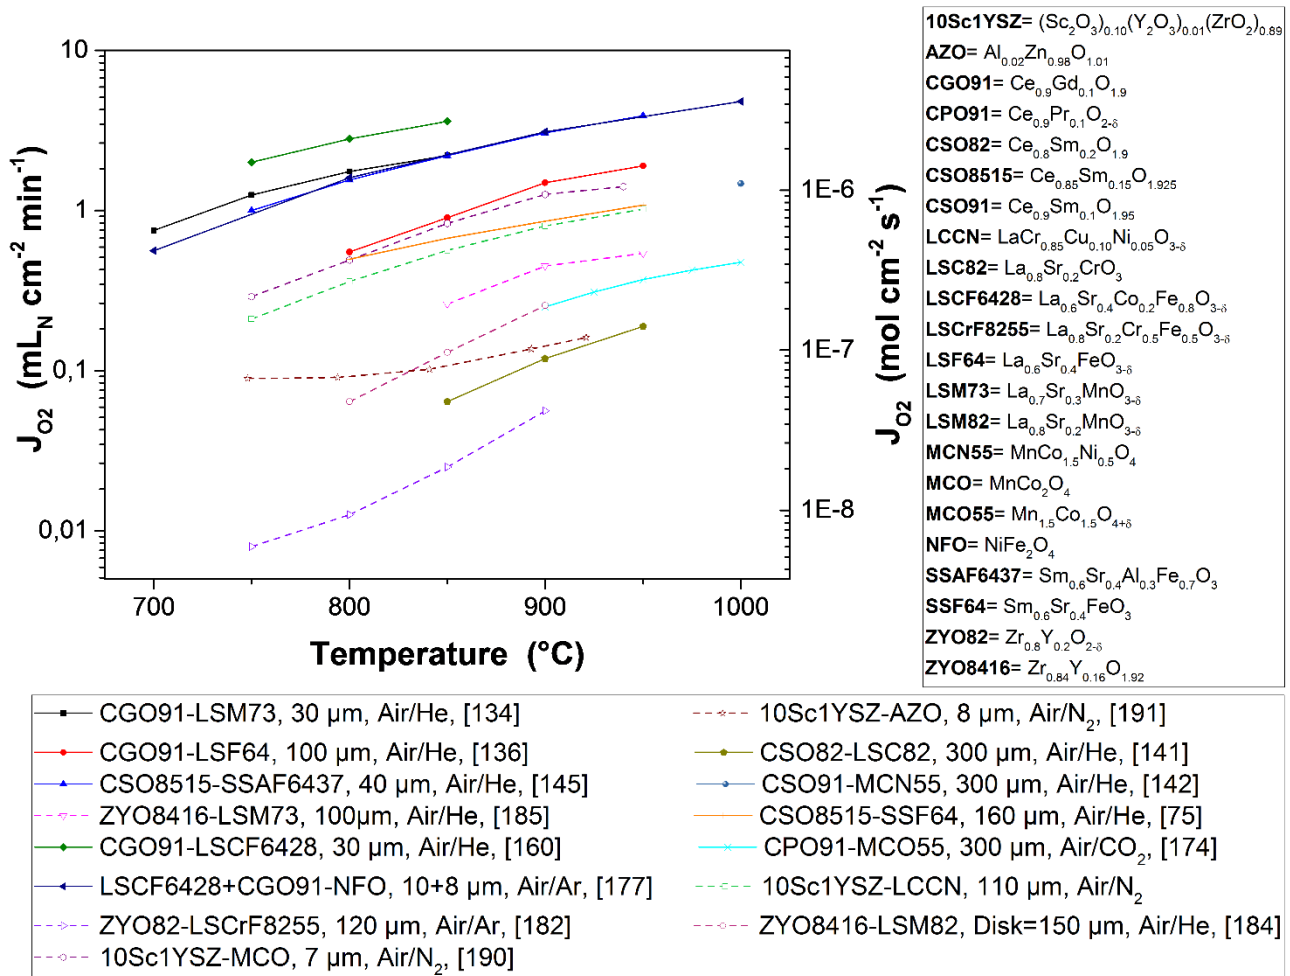 10
1
0,1
0,01
J_O2 (mL_N cm^-2 min^-1)
1E-6
1E-7
1E-8
J_O2 (mol cm^-2 s^-1)
700 800 900 1000
Temperature (°C)
10Sc1YSZ= (Sc2O3)0.10(Y2O3)0.01(ZrO2)0.89
AZO= Al0.02Zn0.98O1.01
CGO91= Ce0.9Gd0.1O1.9
CPO91= Ce0.9Pr0.1O2-δ
CSO82= Ce0.8Sm0.2O1.9
CSO8515= Ce0.85Sm0.15O1.925
CSO91= Ce0.9Sm0.1O1.95
LCCN= LaCr0.85Cu0.10Ni0.05O3-δ
LSC82= La0.8Sr0.2CrO3
LSCF6428= La0.6Sr0.4Co0.2Fe0.8O3-δ
LSCrF8255= La0.8Sr0.2Cr0.5Fe0.5O3-δ
LSF64= La0.6Sr0.4FeO3-δ
LSM73= La0.7Sr0.3MnO3-δ
LSM82= La0.8Sr0.2MnO3-δ
MCN55= MnCo1.5Ni0.5O4
MCO= MnCo2O4
MCO55= Mn1.5Co1.5O4+δ
NFO= NiFe2O4
SSAF6437= Sm0.6Sr0.4Al0.3Fe0.7O3
SSF64= Sm0.6Sr0.4FeO3
ZYO82= Zr0.8Y0.2O2-δ
ZYO8416= Zr0.84Y0.16O1.92
CGO91-LSM73, 30 µm, Air/He, [134]
CGO91-LSF64, 100 µm, Air/He, [136]
CSO8515-SSAF6437, 40 µm, Air/He, [145]
ZYO8416-LSM73, 100µm, Air/He, [185]
CGO91-LSCF6428, 30 µm, Air/He, [160]
LSCF6428+CGO91-NFO, 10+8 µm, Air/Ar, [177]
ZYO82-LSCrF8255, 120 µm, Air/Ar, [182]
10Sc1YSZ-MCO, 7 µm, Air/N2, [190]
10Sc1YSZ-AZO, 8 µm, Air/N2, [191]
CSO82-LSC82, 300 µm, Air/He, [141]
CSO91-MCN55, 300 µm, Air/He, [142]
CSO8515-SSF64, 160 µm, Air/He, [75]
CPO91-MCO55, 300 µm, Air/CO2, [174]
10Sc1YSZ-LCCN, 110 µm, Air/N2
ZYO8416-LSM82, Disk=150 µm, Air/He, [184]